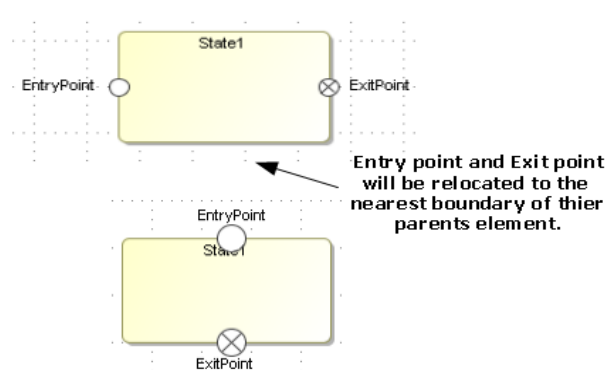 State1
EntryPoint
ExitPoint
Entry point and Exit point
will be relocated to the
nearest boundary of thier
parents element.
EntryPoint
State1
ExitPoint